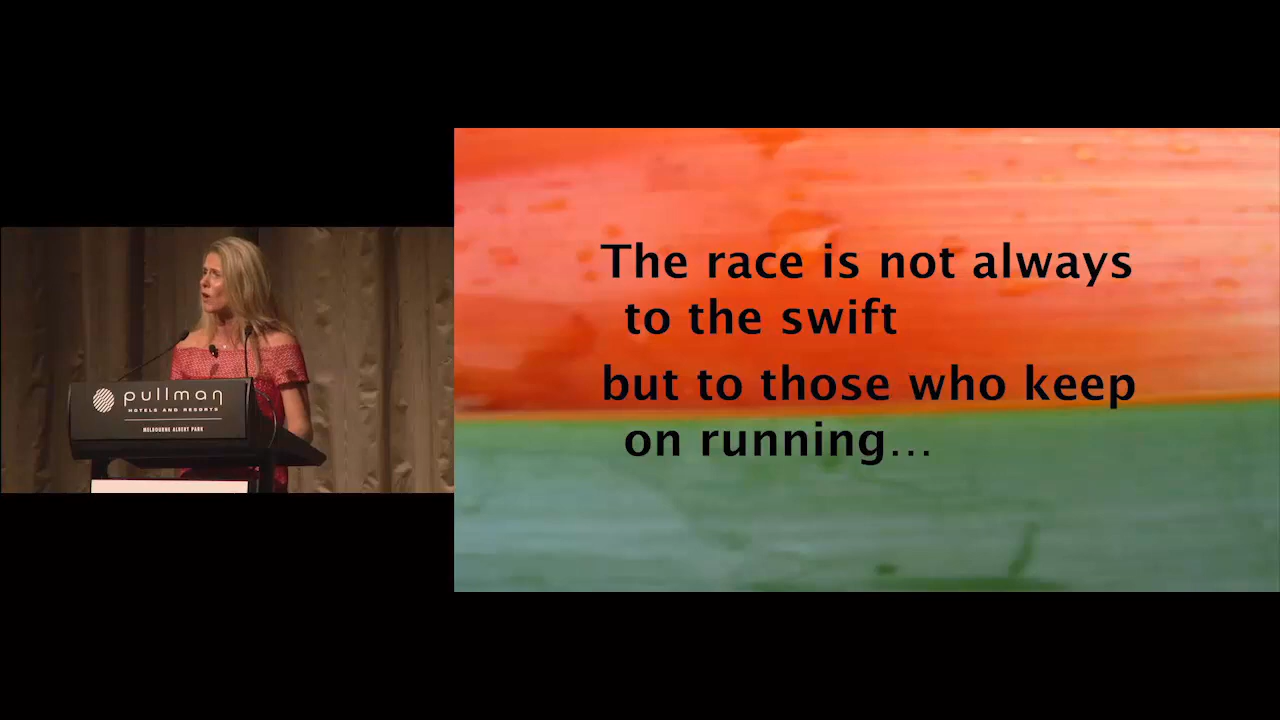 pullman
HOTELS AND RESORTS
MELBOURNE ALBERT PARK
The race is not always
to the swift
but to those who keep
on running…